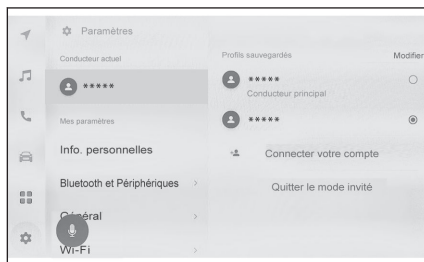 Paramètres
Conducteur actuel
*****
Mes paramètres
Info. personnelles
Bluetooth et Périphériques
Général
Wi-Fi
Profils sauvegardés
Modifier
*****
Conducteur principal
*****
Connecter votre compte
Quitter le mode invité